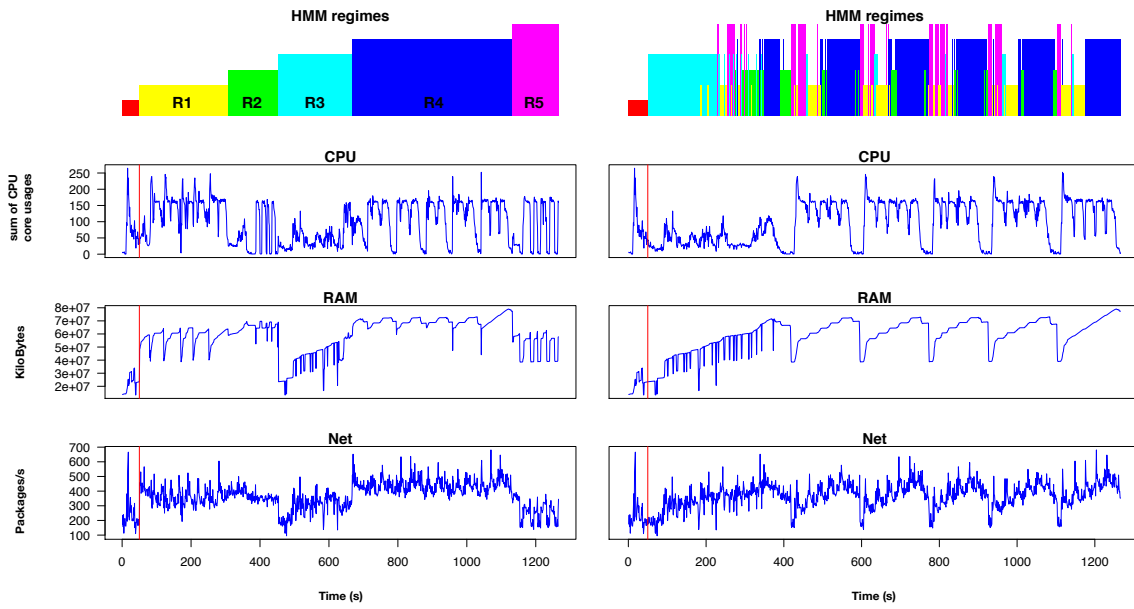 HMM regimes
R1 R2 R3 R4 R5
CPU
sum of CPU
core usages
250
200
150
100
50
0
RAM
KiloBytes
8e+07
7e+07
6e+07
5e+07
4e+07
3e+07
2e+07
Net
Packages/s
700
600
500
400
300
200
100
0 200 400 600 800 1000 1200
Time (s)
HMM regimes
CPU
RAM
Net
0 200 400 600 800 1000 1200
Time (s)